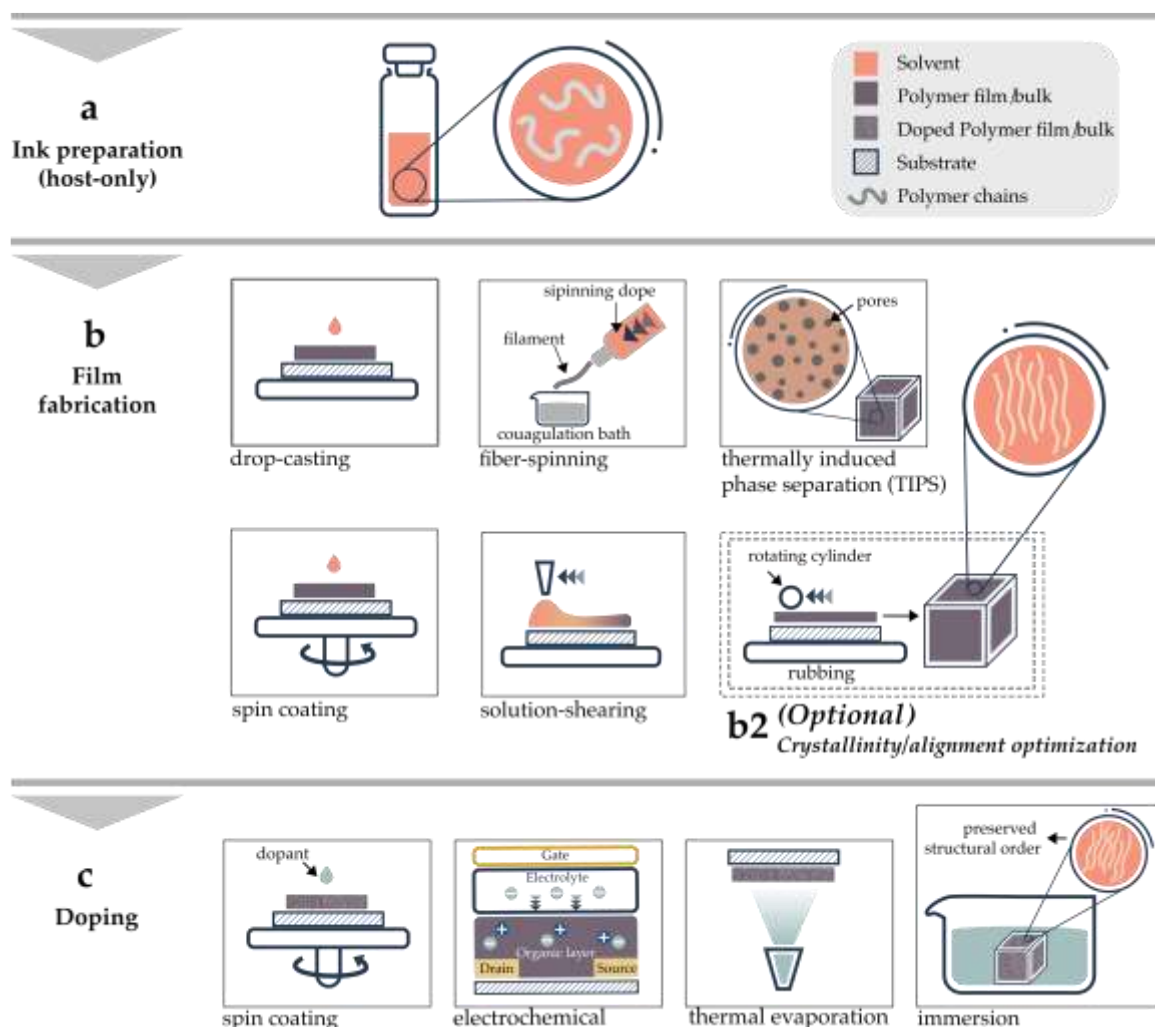 a
Ink preparation
(host-only)
Solvent
Polymer film/bulk
Doped Polymer film/bulk
Substrate
Polymer chains
b
Film
fabrication
drop-casting
sipinning dope
filament
couagulation bath
fiber-spinning
pores
thermally induced
phase separation (TIPS)
spin coating
solution-shearing
rotating cylinder
rubbing
b2 (Optional)
Crystallinity/alignment optimization
c
Doping
dopant
spin coating
Gate
Electrolyte
Organic layer
Drain
Source
electrochemical
thermal evaporation
preserved
structural order
immersion